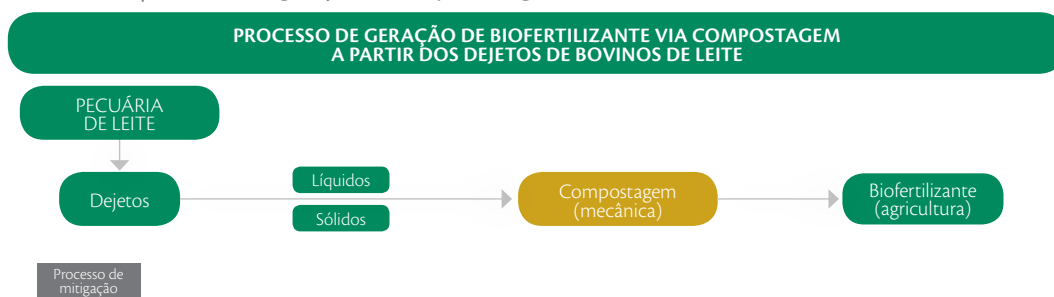 PROCESSO DE GERAÇÃO DE BIOFERTILIZANTE VIA COMPOSTAGEM
A PARTIR DOS DEJETOS DE BOVINOS DE LEITE
PECUÁRIA
DE LEITE
Dejetos
Líquidos
Sólidos
Compostagem
(mecânica)
Biofertilizante
(agricultura)
Processo de
mitigação